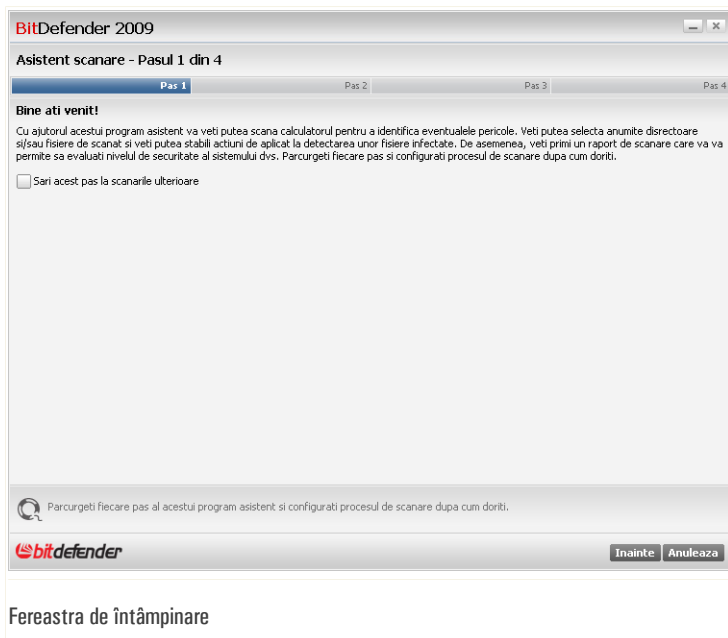 BitDefender 2009
Asistent scanare - Pasul 1 din 4
Pas 1 Pas 2 Pas 3 Pas 4
Bine ati venit!
Cu ajutorul acestui program asistent va veti putea scana calculatorul pentru a identifica eventualele pericole. Veti putea selecta anumite disrectoare
si/sau fisiere de scanat si veti putea stabili actiuni de aplicat la detectarea unor fisiere infectate. De asemenea, veti primi un raport de scanare care va va
permite sa evaluati nivelul de securitate al sistemului dvs. Parcurgeti fiecare pas si configurati procesul de scanare dupa cum doriti.
Sari acest pas la scanarile ulterioare
Parcurgeti fiecare pas al acestui program asistent si configurati procesul de scanare dupa cum doriti.
bitdefender
Inainte Anuleaza
Fereastra de întâmpinare